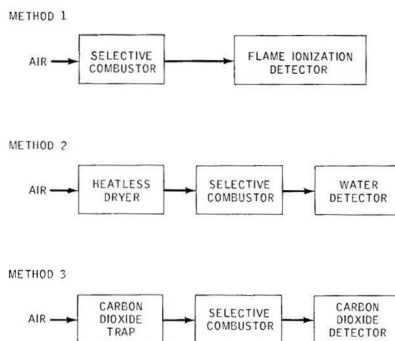 METHOD 1
AIR
SELECTIVE
COMBUSTOR
FLAME IONIZATION
DETECTOR
METHOD 2
AIR
HEATLESS
DRYER
SELECTIVE
COMBUSTOR
WATER
DETECTOR
METHOD 3
AIR
CARBON
DIOXIDE
TRAP
SELECTIVE
COMBUSTOR
CARBON
DIOXIDE
DETECTOR